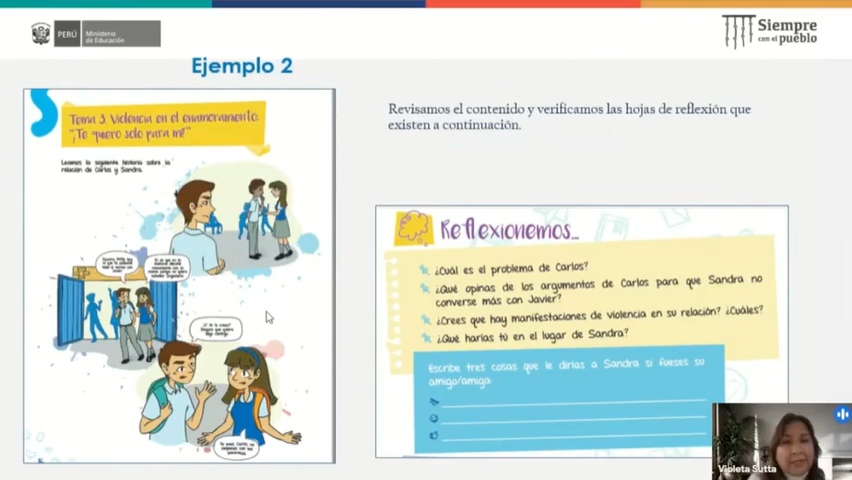 PERÚ
Ministerio
de Educación
Siempre
con el pueblo
Ejemplo 2
Tema 3. Violencia en el enamoramiento.
"¡Te quiero solo para mí!"
Leamos la siguiente historia sobre la
relación de Carlos y Sandra.
Revisamos el contenido y verificamos las hojas de reflexión que
existen a continuación.
Reflexionemos...
¿Cuál es el problema de Carlos?
¿Qué opinas de los argumentos de Carlos para que Sandra no
converse más con Javier?
¿Crees que hay manifestaciones de violencia en su relación? ¿Cuáles?
¿Qué harías tú en el lugar de Sandra?
Escribe tres cosas que le dirías a Sandra si fueses su
amigo/amiga
Violeta Sutta